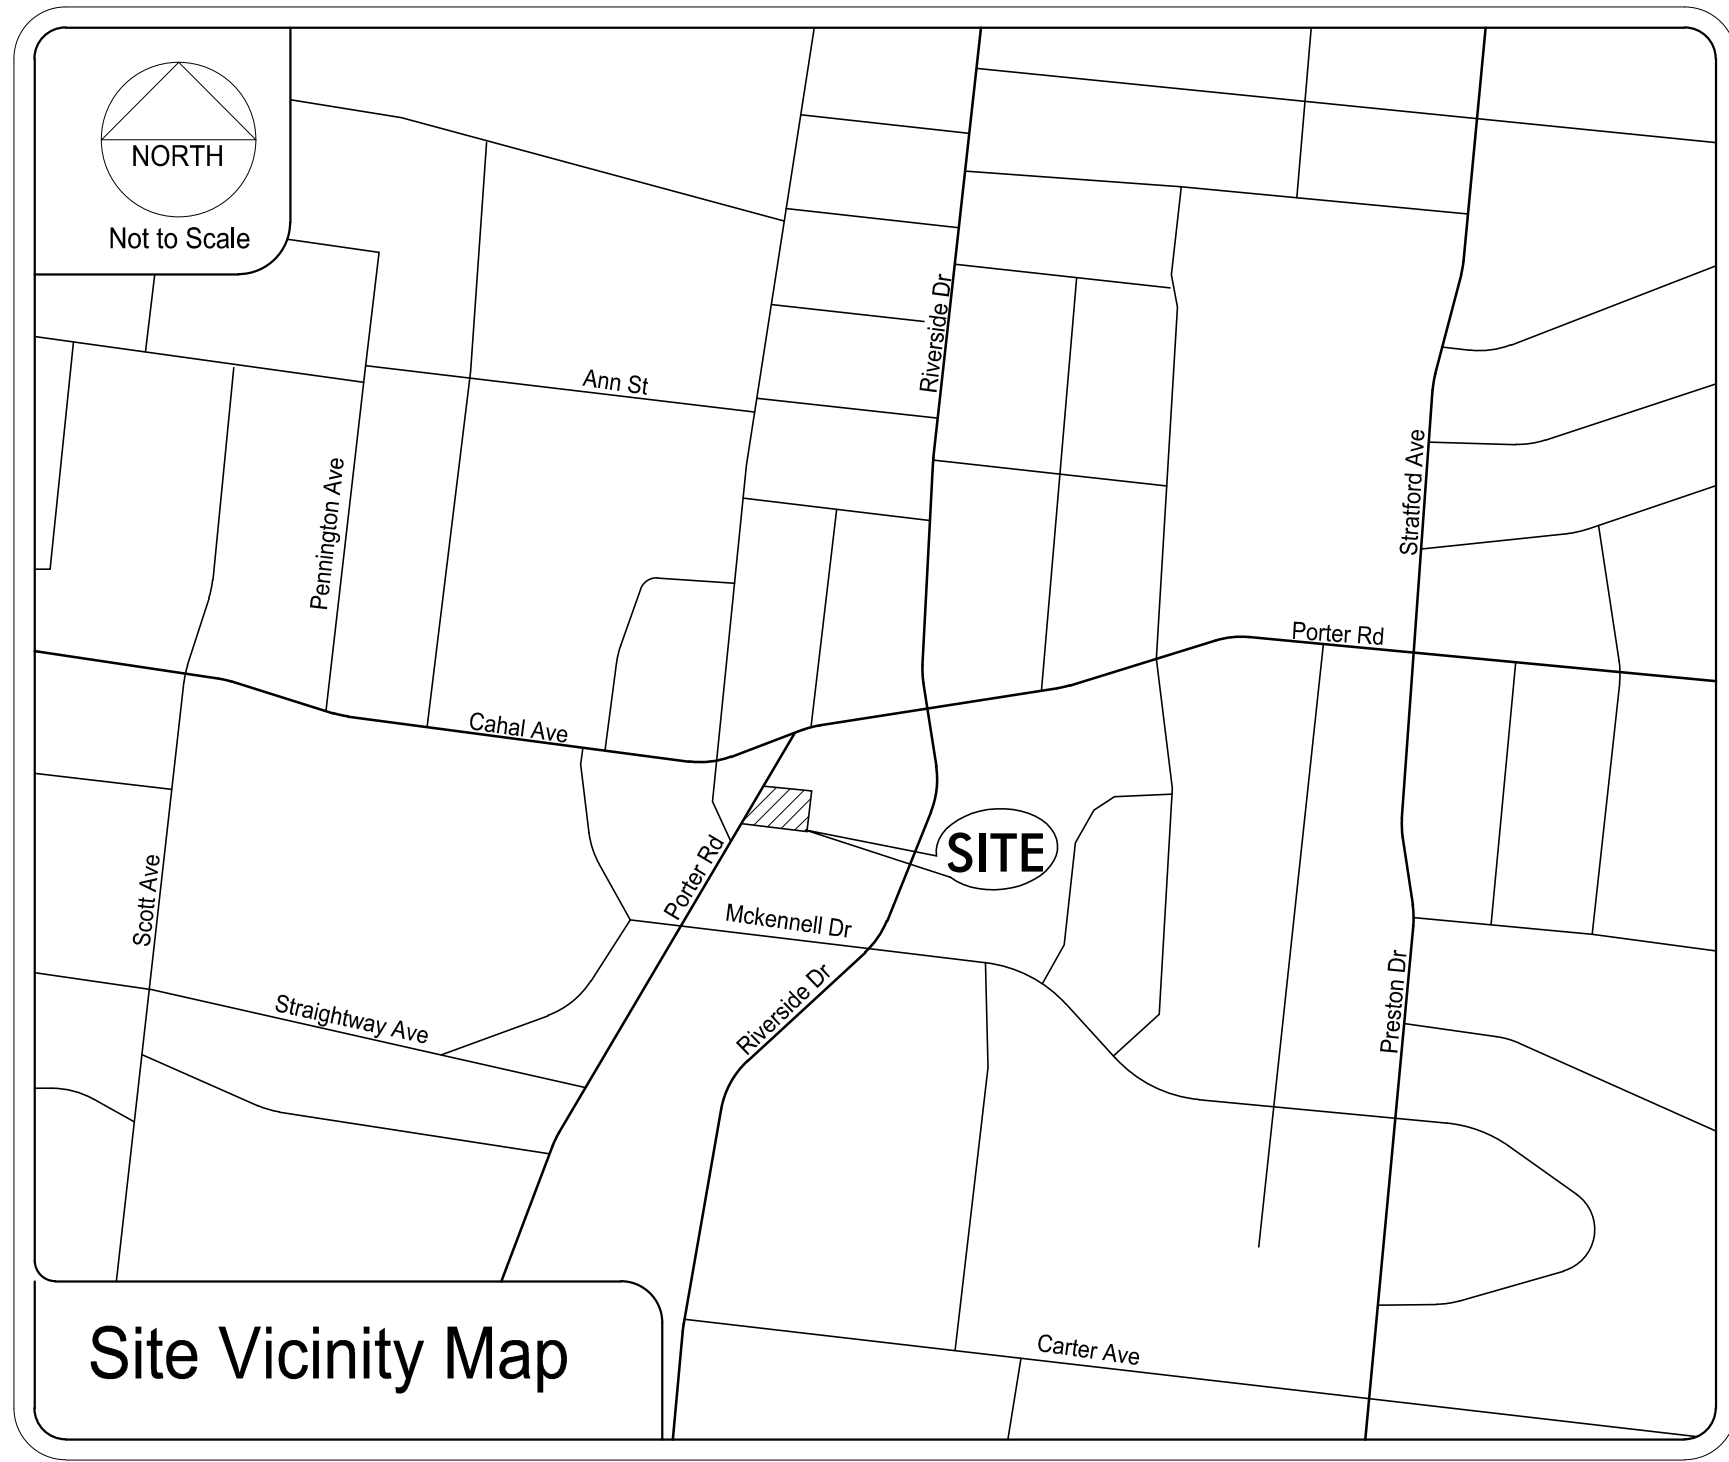 NORTH
Not to Scale
Riverside Dr
Ann St
Stratford Ave
Pennington Ave
Porter Rd
Cahal Ave
SITE
Porter Rd
Scott Ave
Mckennell Dr
Riverside Dr
Preston Dr
Straightway Ave
Carter Ave
Site Vicinity Map